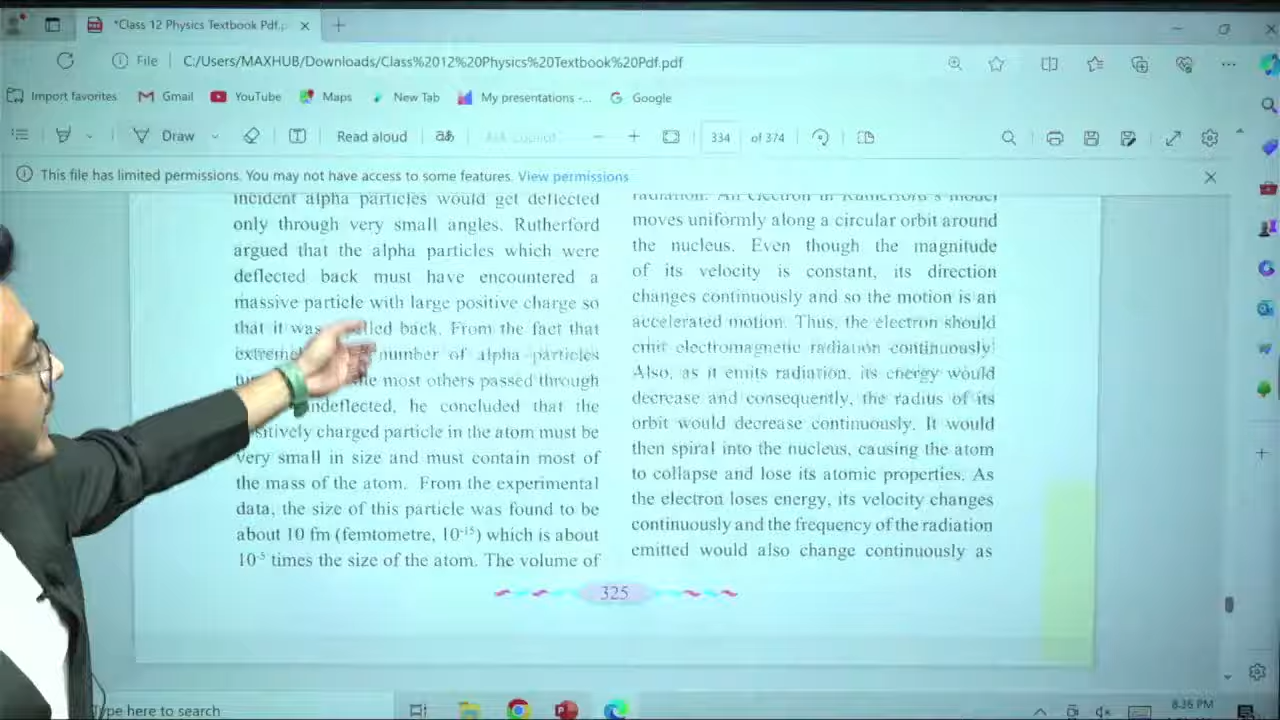 *Class 12 Physics Textbook Pdf.p
File C:/Users/MAXHUB/Downloads/Class%2012%20Physics%20Textbook%20Pdf.pdf
Import favorites Gmail YouTube Maps New Tab My presentations -... Google
Draw Read aloud aあ Ask Copilot 334 of 374
This file has limited permissions. You may not have access to some features. View permissions
incident alpha particles would get deflected
only through very small angles. Rutherford
argued that the alpha particles which were
deflected back must have encountered a
massive particle with large positive charge so
that it was back. From the fact that
number of alpha particles
most others passed through
he concluded that the
positively charged particle in the atom must be
very small in size and must contain most of
the mass of the atom. From the experimental
data, the size of this particle was found to be
about 10 fm (femtometre, 10⁻¹⁵) which is about
10⁻⁵ times the size of the atom. The volume of
radiation. An electron in Rutherford's model
moves uniformly along a circular orbit around
the nucleus. Even though the magnitude
of its velocity is constant, its direction
changes continuously and so the motion is an
accelerated motion. Thus, the electron should
emit electromagnetic radiation continuously.
Also, as it emits radiation, its energy would
decrease and consequently, the radius of its
orbit would decrease continuously. It would
then spiral into the nucleus, causing the atom
to collapse and lose its atomic properties. As
the electron loses energy, its velocity changes
continuously and the frequency of the radiation
emitted would also change continuously as
325
Type here to search
8:36 PM